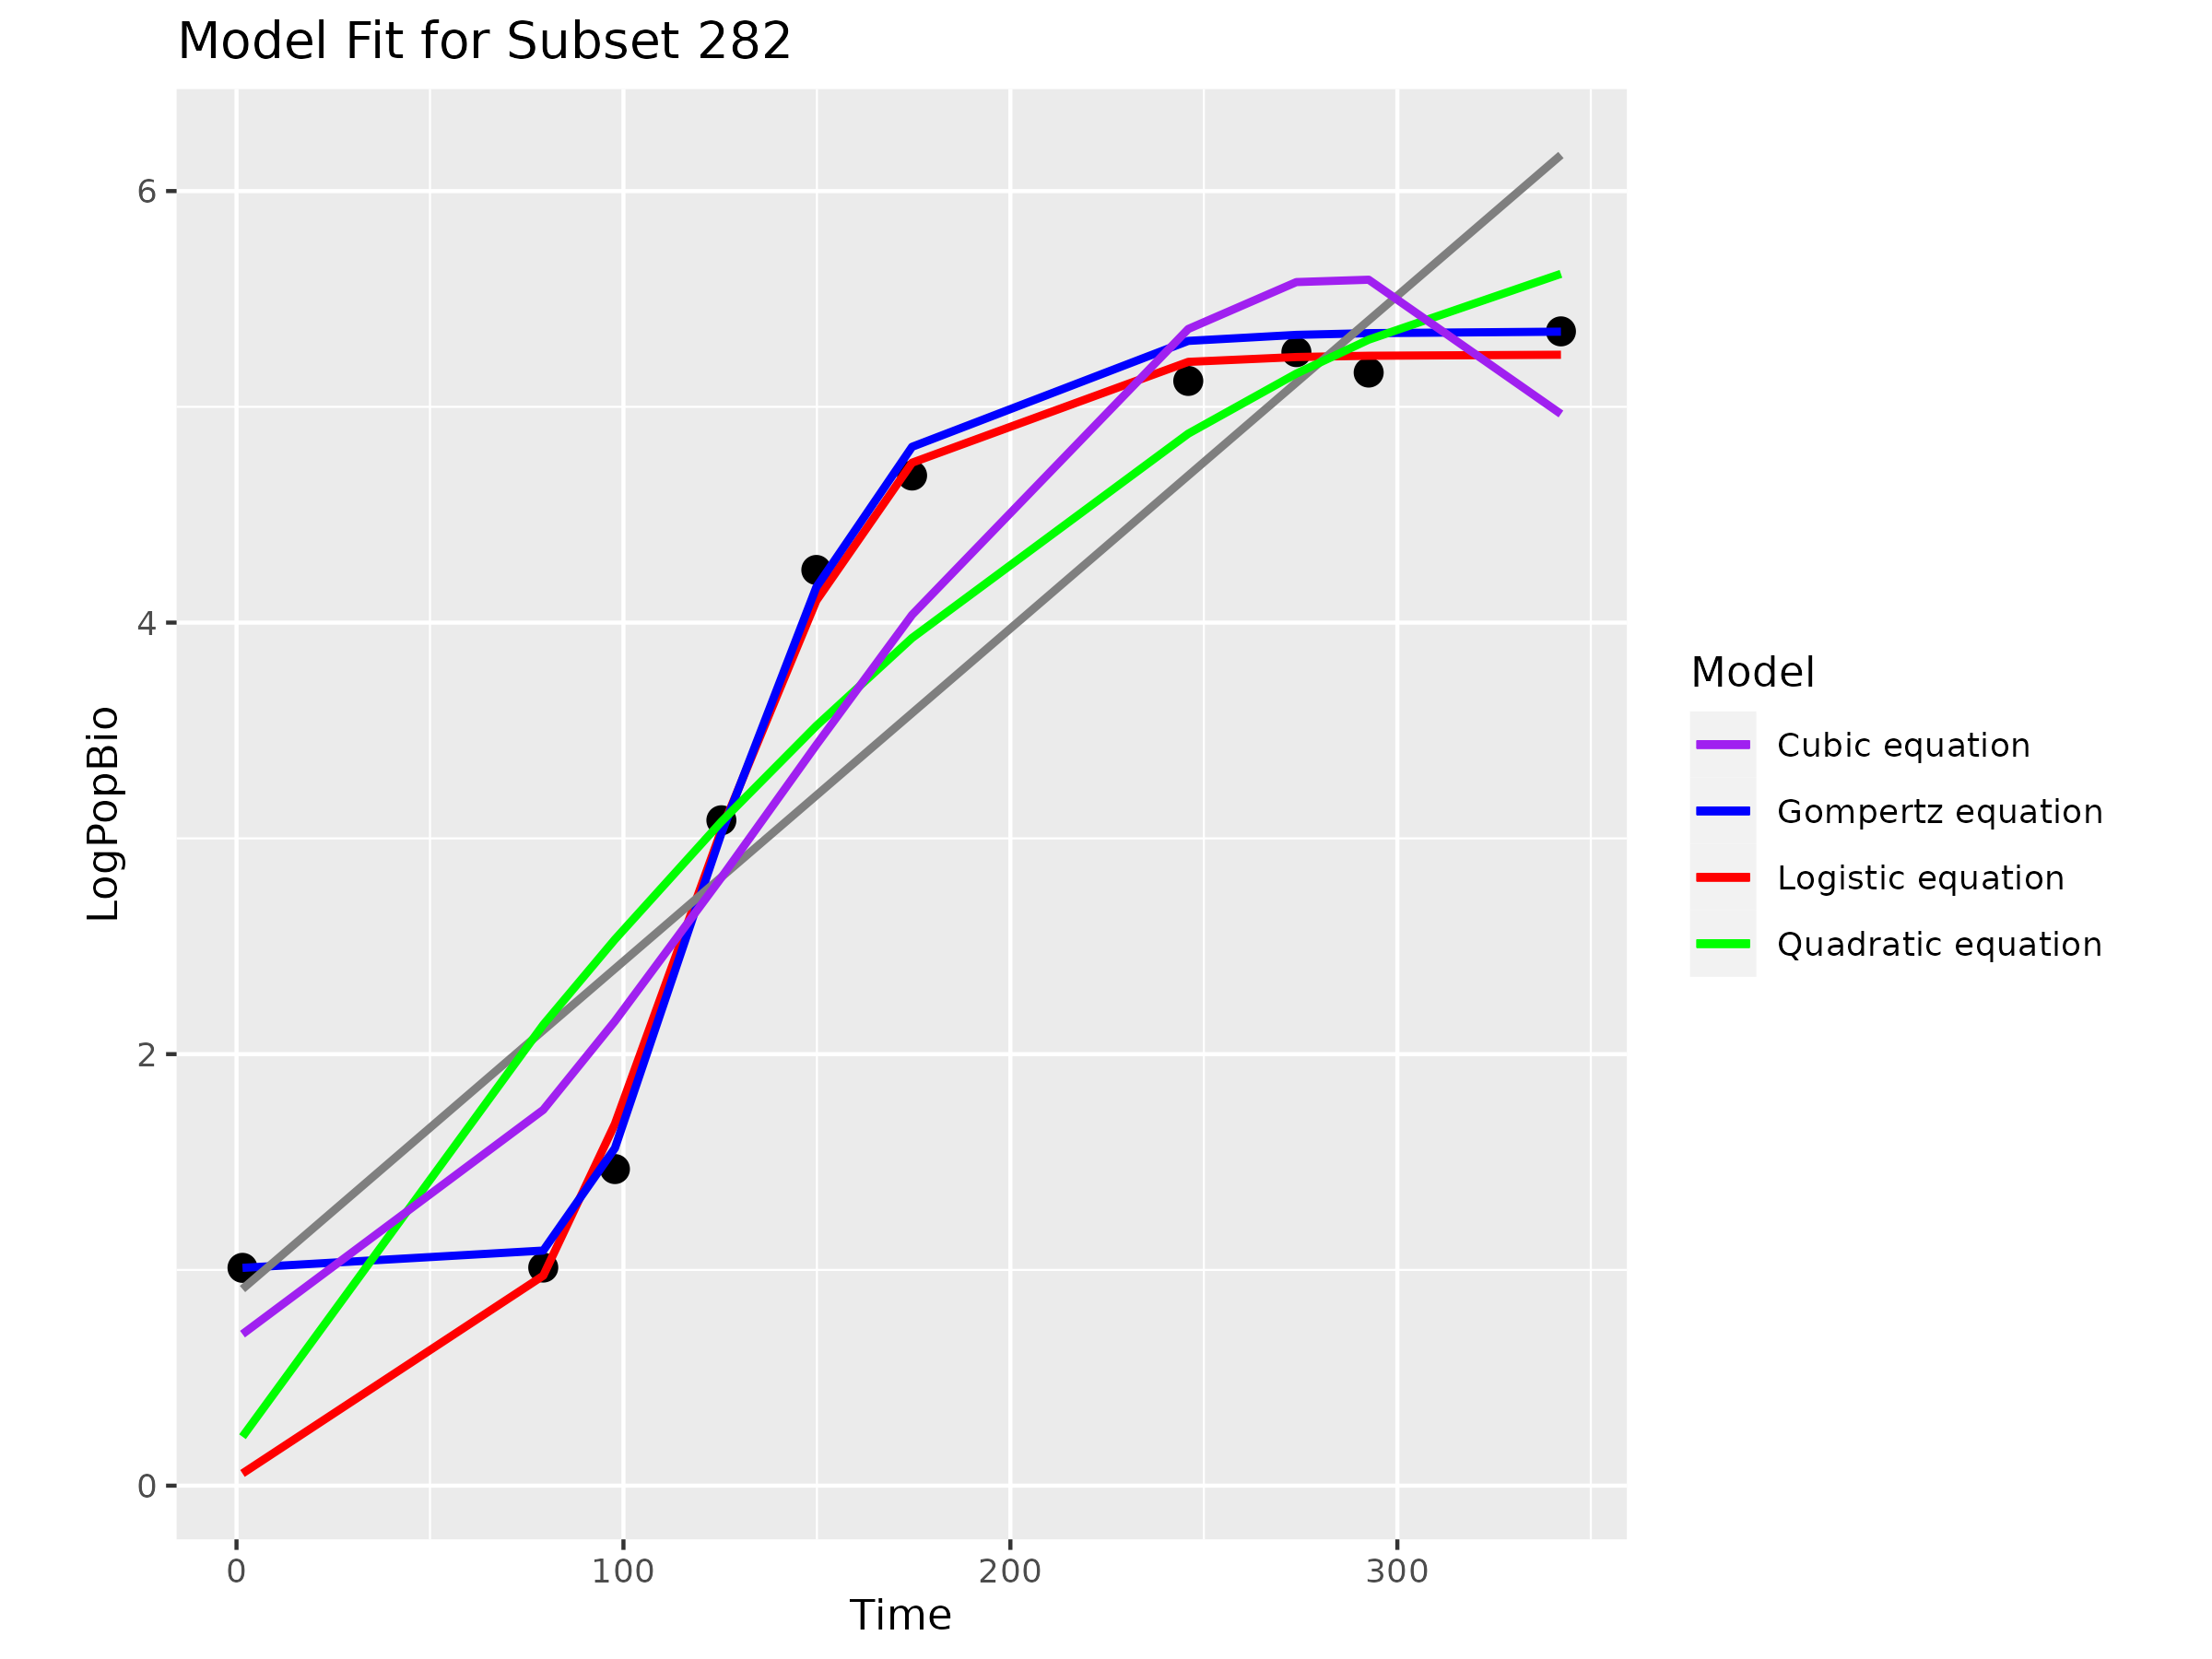 Model Fit for Subset 282
LogPopBio
6
4
2
0
0
100
200
300
Time
Model
Cubic equation
Gompertz equation
Logistic equation
Quadratic equation